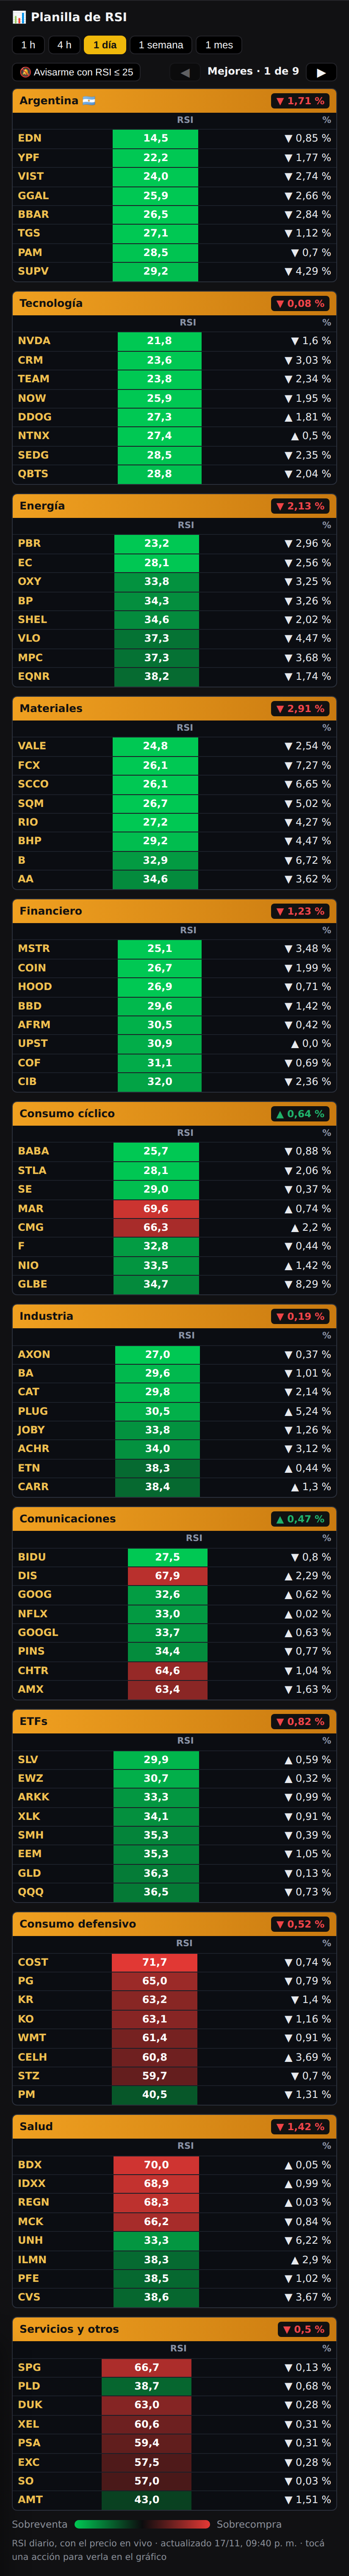 📊 Planilla de RSI
1 h 4 h 1 día 1 semana 1 mes
🔕 Avisarme con RSI ≤ 25 ◀ Mejores · 1 de 9 ▶
Argentina 🇦🇷 ▼ 1,71 %
RSI %
EDN 14,5 ▼ 0,85 %
YPF 22,2 ▼ 1,77 %
VIST 24,0 ▼ 2,74 %
GGAL 25,9 ▼ 2,66 %
BBAR 26,5 ▼ 2,84 %
TGS 27,1 ▼ 1,12 %
PAM 28,5 ▼ 0,7 %
SUPV 29,2 ▼ 4,29 %
Tecnología ▼ 0,08 %
RSI %
NVDA 21,8 ▼ 1,6 %
CRM 23,6 ▼ 3,03 %
TEAM 23,8 ▼ 2,34 %
NOW 25,9 ▼ 1,95 %
DDOG 27,3 ▲ 1,81 %
NTNX 27,4 ▲ 0,5 %
SEDG 28,5 ▼ 2,35 %
QBTS 28,8 ▼ 2,04 %
Energía ▼ 2,13 %
RSI %
PBR 23,2 ▼ 2,96 %
EC 28,1 ▼ 2,56 %
OXY 33,8 ▼ 3,25 %
BP 34,3 ▼ 3,26 %
SHEL 34,6 ▼ 2,02 %
VLO 37,3 ▼ 4,47 %
MPC 37,3 ▼ 3,68 %
EQNR 38,2 ▼ 1,74 %
Materiales ▼ 2,91 %
RSI %
VALE 24,8 ▼ 2,54 %
FCX 26,1 ▼ 7,27 %
SCCO 26,1 ▼ 6,65 %
SQM 26,7 ▼ 5,02 %
RIO 27,2 ▼ 4,27 %
BHP 29,2 ▼ 4,47 %
B 32,9 ▼ 6,72 %
AA 34,6 ▼ 3,62 %
Financiero ▼ 1,23 %
RSI %
MSTR 25,1 ▼ 3,48 %
COIN 26,7 ▼ 1,99 %
HOOD 26,9 ▼ 0,71 %
BBD 29,6 ▼ 1,42 %
AFRM 30,5 ▼ 0,42 %
UPST 30,9 ▲ 0,0 %
COF 31,1 ▼ 0,69 %
CIB 32,0 ▼ 2,36 %
Consumo cíclico ▲ 0,64 %
RSI %
BABA 25,7 ▼ 0,88 %
STLA 28,1 ▼ 2,06 %
SE 29,0 ▼ 0,37 %
MAR 69,6 ▲ 0,74 %
CMG 66,3 ▲ 2,2 %
F 32,8 ▼ 0,44 %
NIO 33,5 ▲ 1,42 %
GLBE 34,7 ▼ 8,29 %
Industria ▼ 0,19 %
RSI %
AXON 27,0 ▼ 0,37 %
BA 29,6 ▼ 1,01 %
CAT 29,8 ▼ 2,14 %
PLUG 30,5 ▲ 5,24 %
JOBY 33,8 ▼ 1,26 %
ACHR 34,0 ▼ 3,12 %
ETN 38,3 ▲ 0,44 %
CARR 38,4 ▲ 1,3 %
Comunicaciones ▲ 0,47 %
RSI %
BIDU 27,5 ▼ 0,8 %
DIS 67,9 ▲ 2,29 %
GOOG 32,6 ▲ 0,62 %
NFLX 33,0 ▲ 0,02 %
GOOGL 33,7 ▲ 0,63 %
PINS 34,4 ▼ 0,77 %
CHTR 64,6 ▼ 1,04 %
AMX 63,4 ▼ 1,63 %
ETFs ▼ 0,82 %
RSI %
SLV 29,9 ▲ 0,59 %
EWZ 30,7 ▲ 0,32 %
ARKK 33,3 ▼ 0,99 %
XLK 34,1 ▼ 0,91 %
SMH 35,3 ▼ 0,39 %
EEM 35,3 ▼ 1,05 %
GLD 36,3 ▼ 0,13 %
QQQ 36,5 ▼ 0,73 %
Consumo defensivo ▼ 0,52 %
RSI %
COST 71,7 ▼ 0,74 %
PG 65,0 ▼ 0,79 %
KR 63,2 ▼ 1,4 %
KO 63,1 ▼ 1,16 %
WMT 61,4 ▼ 0,91 %
CELH 60,8 ▲ 3,69 %
STZ 59,7 ▼ 0,7 %
PM 40,5 ▼ 1,31 %
Salud ▼ 1,42 %
RSI %
BDX 70,0 ▲ 0,05 %
IDXX 68,9 ▲ 0,99 %
REGN 68,3 ▲ 0,03 %
MCK 66,2 ▼ 0,84 %
UNH 33,3 ▼ 6,22 %
ILMN 38,3 ▲ 2,9 %
PFE 38,5 ▼ 1,02 %
CVS 38,6 ▼ 3,67 %
Servicios y otros ▼ 0,5 %
RSI %
SPG 66,7 ▼ 0,13 %
PLD 38,7 ▼ 0,68 %
DUK 63,0 ▼ 0,28 %
XEL 60,6 ▼ 0,31 %
PSA 59,4 ▼ 0,31 %
EXC 57,5 ▼ 0,28 %
SO 57,0 ▼ 0,03 %
AMT 43,0 ▼ 1,51 %
Sobreventa Sobrecompra
RSI diario, con el precio en vivo · actualizado 17/11, 09:40 p. m. · tocá
una acción para verla en el gráfico